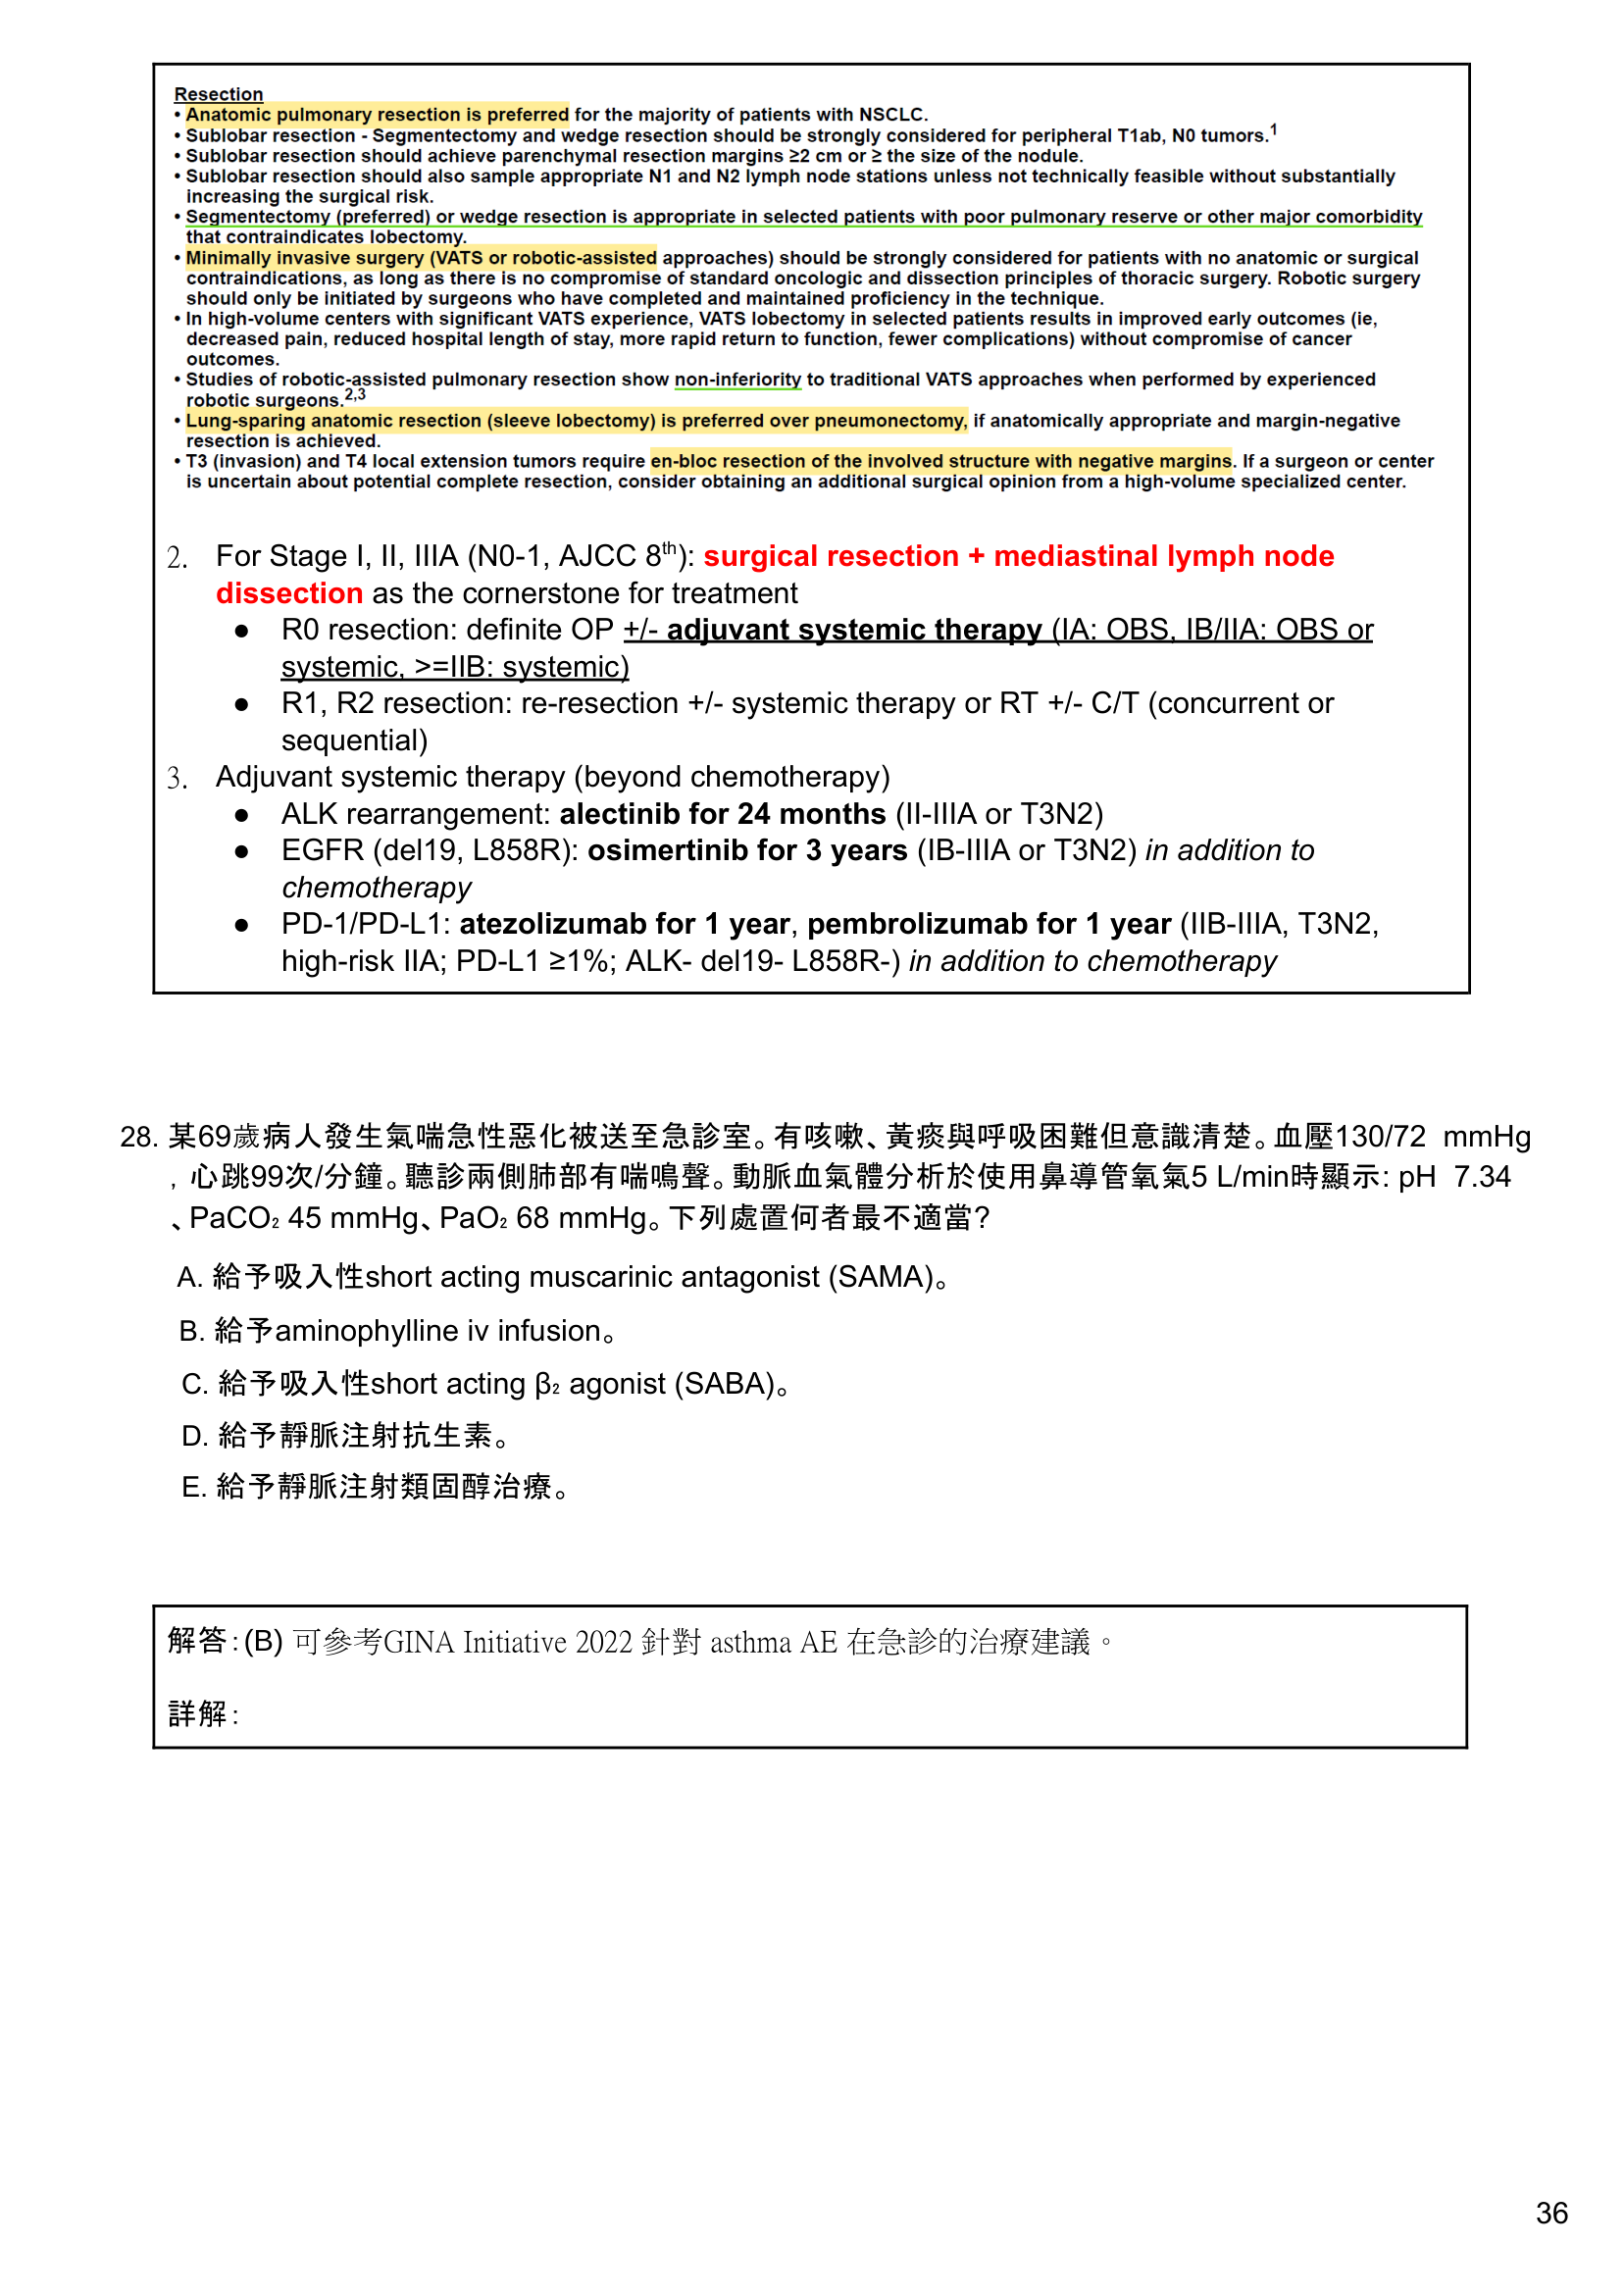 Resection
• Anatomic pulmonary resection is preferred for the majority of patients with NSCLC.
• Sublobar resection - Segmentectomy and wedge resection should be strongly considered for peripheral T1ab, N0 tumors.1
• Sublobar resection should achieve parenchymal resection margins ≥2 cm or ≥ the size of the nodule.
• Sublobar resection should also sample appropriate N1 and N2 lymph node stations unless not technically feasible without substantially
increasing the surgical risk.
• Segmentectomy (preferred) or wedge resection is appropriate in selected patients with poor pulmonary reserve or other major comorbidity
that contraindicates lobectomy.
• Minimally invasive surgery (VATS or robotic-assisted approaches) should be strongly considered for patients with no anatomic or surgical
contraindications, as long as there is no compromise of standard oncologic and dissection principles of thoracic surgery. Robotic surgery
should only be initiated by surgeons who have completed and maintained proficiency in the technique.
• In high-volume centers with significant VATS experience, VATS lobectomy in selected patients results in improved early outcomes (ie,
decreased pain, reduced hospital length of stay, more rapid return to function, fewer complications) without compromise of cancer
outcomes.
• Studies of robotic-assisted pulmonary resection show non-inferiority to traditional VATS approaches when performed by experienced
robotic surgeons.2,3
• Lung-sparing anatomic resection (sleeve lobectomy) is preferred over pneumonectomy, if anatomically appropriate and margin-negative
resection is achieved.
• T3 (invasion) and T4 local extension tumors require en-bloc resection of the involved structure with negative margins. If a surgeon or center
is uncertain about potential complete resection, consider obtaining an additional surgical opinion from a high-volume specialized center.
2. For Stage I, II, IIIA (N0-1, AJCC 8th): surgical resection + mediastinal lymph node
dissection as the cornerstone for treatment
● R0 resection: definite OP +/- adjuvant systemic therapy (IA: OBS, IB/IIA: OBS or
systemic, >=IIB: systemic)
● R1, R2 resection: re-resection +/- systemic therapy or RT +/- C/T (concurrent or
sequential)
3. Adjuvant systemic therapy (beyond chemotherapy)
● ALK rearrangement: alectinib for 24 months (II-IIIA or T3N2)
● EGFR (del19, L858R): osimertinib for 3 years (IB-IIIA or T3N2) in addition to
chemotherapy
● PD-1/PD-L1: atezolizumab for 1 year, pembrolizumab for 1 year (IIB-IIIA, T3N2,
high-risk IIA; PD-L1 ≥1%; ALK- del19- L858R-) in addition to chemotherapy
28. 某69歲病人發生氣喘急性惡化被送至急診室。有咳嗽、黃痰與呼吸困難但意識清楚。血壓130/72 mmHg
，心跳99次/分鐘。聽診兩側肺部有喘鳴聲。動脈血氣體分析於使用鼻導管氧氣5 L/min時顯示: pH 7.34
、PaCO₂ 45 mmHg、PaO₂ 68 mmHg。下列處置何者最不適當?
A. 給予吸入性short acting muscarinic antagonist (SAMA)。
B. 給予aminophylline iv infusion。
C. 給予吸入性short acting β₂ agonist (SABA)。
D. 給予靜脈注射抗生素。
E. 給予靜脈注射類固醇治療。
解答：(B) 可參考GINA Initiative 2022 針對 asthma AE 在急診的治療建議。
詳解：
36